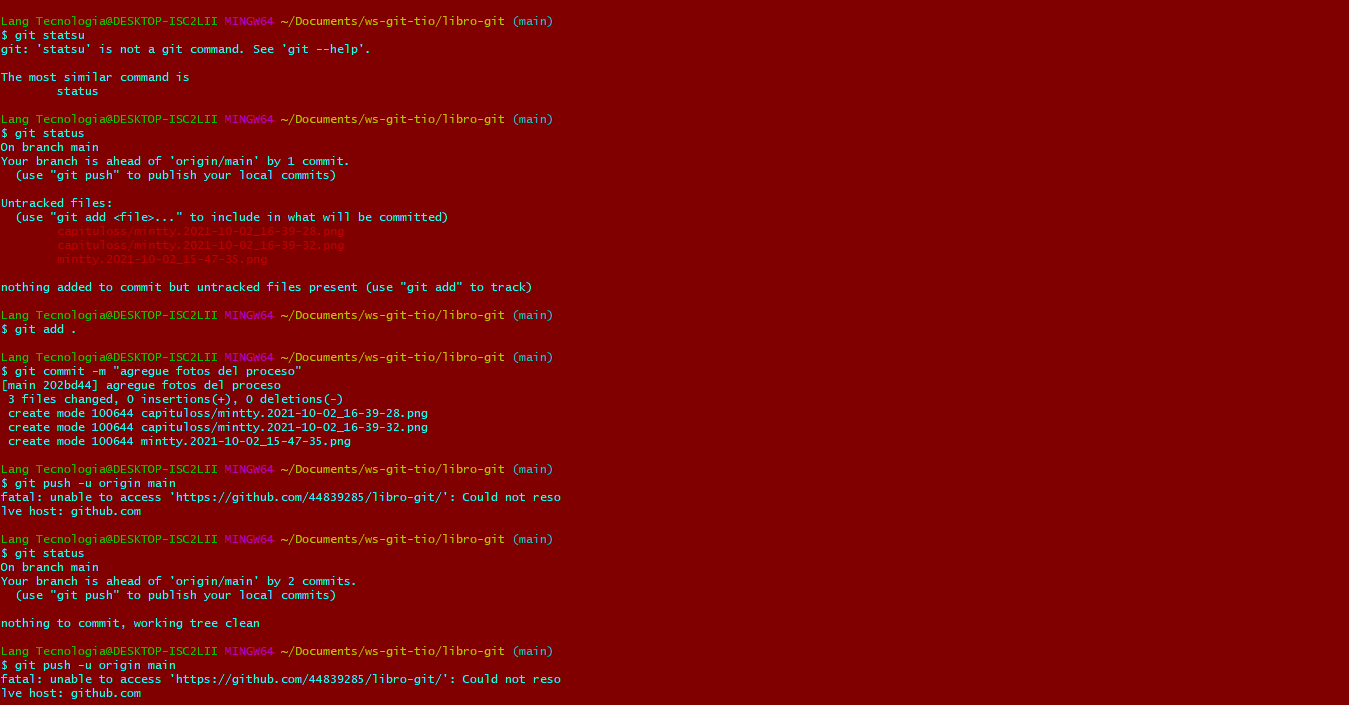 Lang Tecnologia@DESKTOP-ISC2LII MINGW64 ~/Documents/ws-git-tio/libro-git (main)
$ git statsu
git: 'statsu' is not a git command. See 'git --help'.
The most similar command is
status
Lang Tecnologia@DESKTOP-ISC2LII MINGW64 ~/Documents/ws-git-tio/libro-git (main)
$ git status
On branch main
Your branch is ahead of 'origin/main' by 1 commit.
(use "git push" to publish your local commits)
Untracked files:
(use "git add <file>..." to include in what will be committed)
capituloss/mintty.2021-10-02_16-39-28.png
capituloss/mintty.2021-10-02_16-39-32.png
mintty.2021-10-02_15-47-35.png
nothing added to commit but untracked files present (use "git add" to track)
Lang Tecnologia@DESKTOP-ISC2LII MINGW64 ~/Documents/ws-git-tio/libro-git (main)
$ git add .
Lang Tecnologia@DESKTOP-ISC2LII MINGW64 ~/Documents/ws-git-tio/libro-git (main)
$ git commit -m "agregue fotos del proceso"
[main 202bd44] agregue fotos del proceso
3 files changed, 0 insertions(+), 0 deletions(-)
create mode 100644 capituloss/mintty.2021-10-02_16-39-28.png
create mode 100644 capituloss/mintty.2021-10-02_16-39-32.png
create mode 100644 mintty.2021-10-02_15-47-35.png
Lang Tecnologia@DESKTOP-ISC2LII MINGW64 ~/Documents/ws-git-tio/libro-git (main)
$ git push -u origin main
fatal: unable to access 'https://github.com/44839285/libro-git/': Could not reso
lve host: github.com
Lang Tecnologia@DESKTOP-ISC2LII MINGW64 ~/Documents/ws-git-tio/libro-git (main)
$ git status
On branch main
Your branch is ahead of 'origin/main' by 2 commits.
(use "git push" to publish your local commits)
nothing to commit, working tree clean
Lang Tecnologia@DESKTOP-ISC2LII MINGW64 ~/Documents/ws-git-tio/libro-git (main)
$ git push -u origin main
fatal: unable to access 'https://github.com/44839285/libro-git/': Could not reso
lve host: github.com